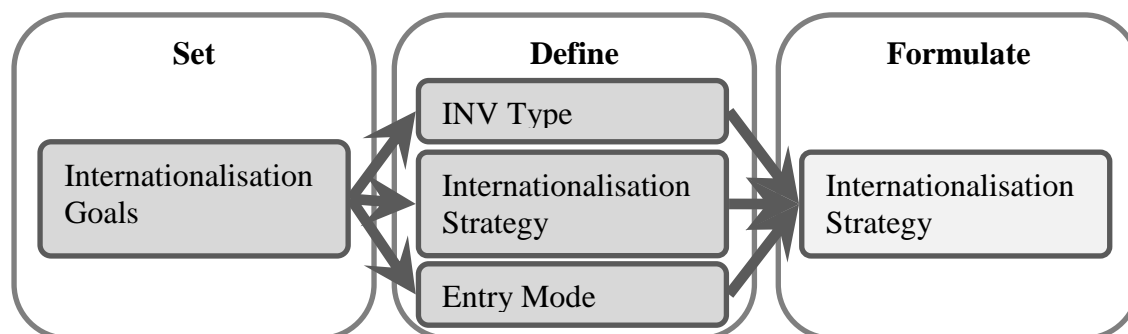 Set
Internationalisation
Goals
Define
INV Type
Internationalisation
Strategy
Entry Mode
Formulate
Internationalisation
Strategy